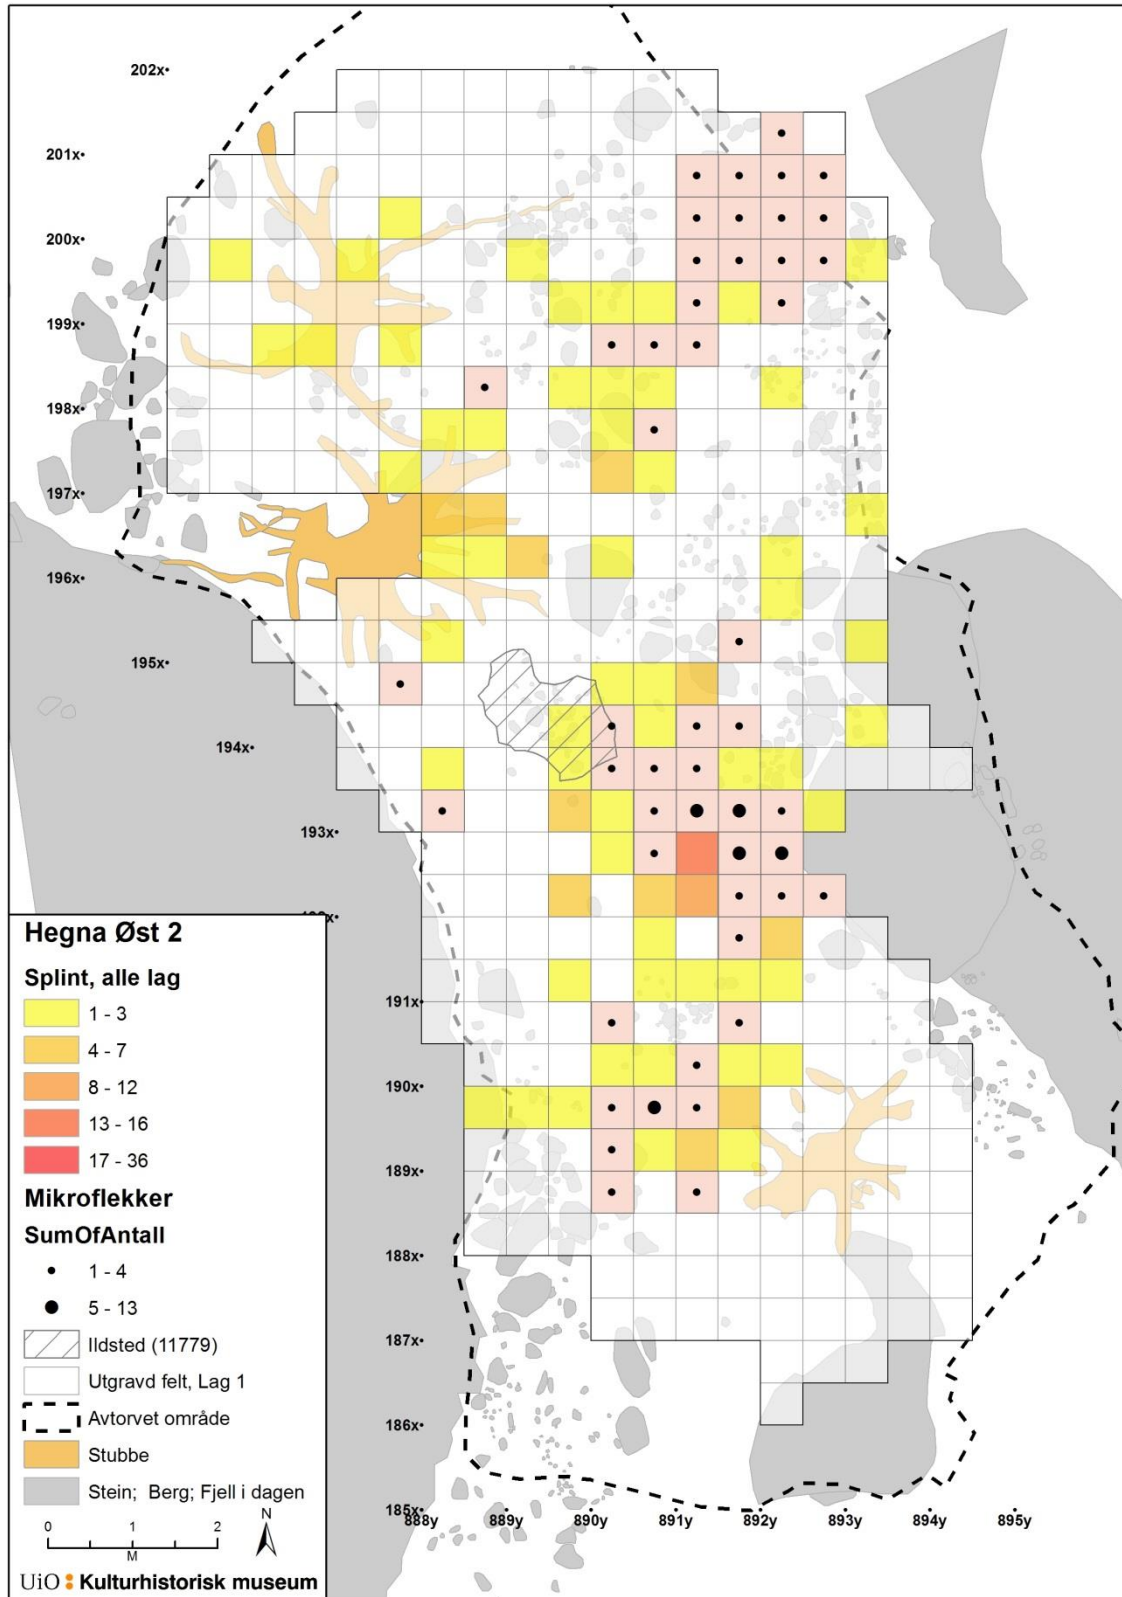 202x•
201x•
200x•
199x•
198x•
197x•
196x•
195x•
194x•
193x•
x•
191x•
190x•
189x•
188x•
187x•
186x•
185x•
888y 889y 890y 891y 892y 893y 894y 895y
Hegna Øst 2
Splint, alle lag
1 - 3
4 - 7
8 - 12
13 - 16
17 - 36
Mikroflekker
SumOfAntall
1 - 4
5 - 13
Ildsted (11779)
Utgravd felt, Lag 1
Avtorvet område
Stubbe
Stein; Berg; Fjell i dagen
0 1 2
M
N
UiO Kulturhistorisk museum